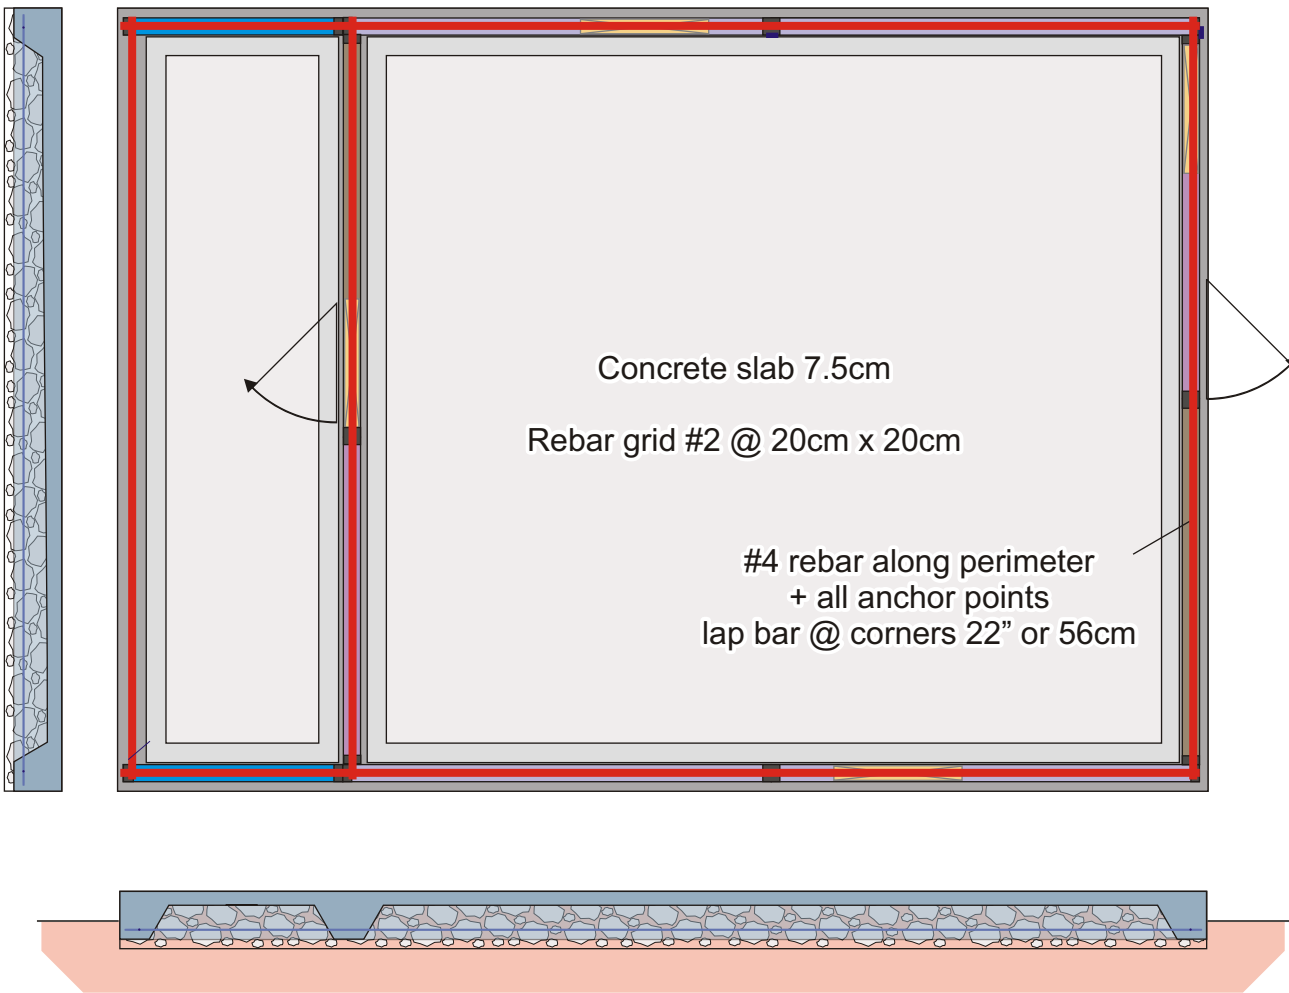 Concrete slab 7.5cm
Rebar grid #2 @ 20cm x 20cm
#4 rebar along perimeter
+ all anchor points
lap bar @ corners 22” or 56cm